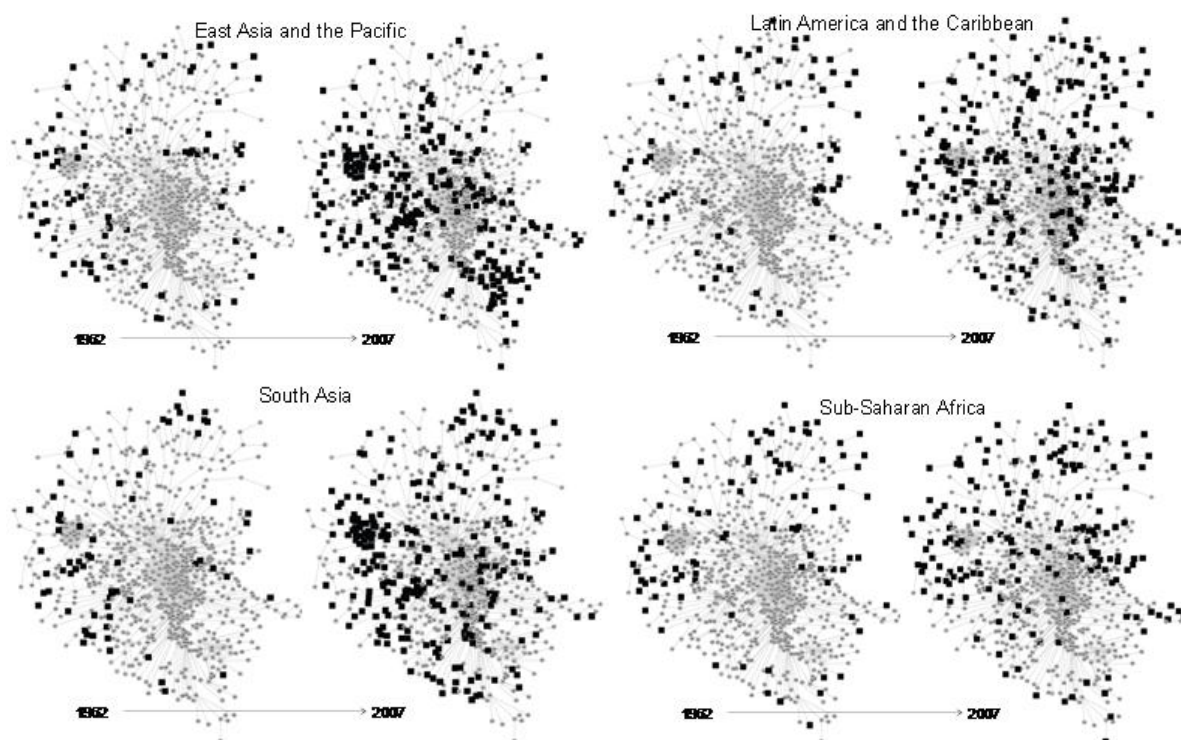 East Asia and the Pacific
1962 2007
Latin America and the Caribbean
1962 2007
South Asia
1962 2007
Sub-Saharan Africa
1962 2007